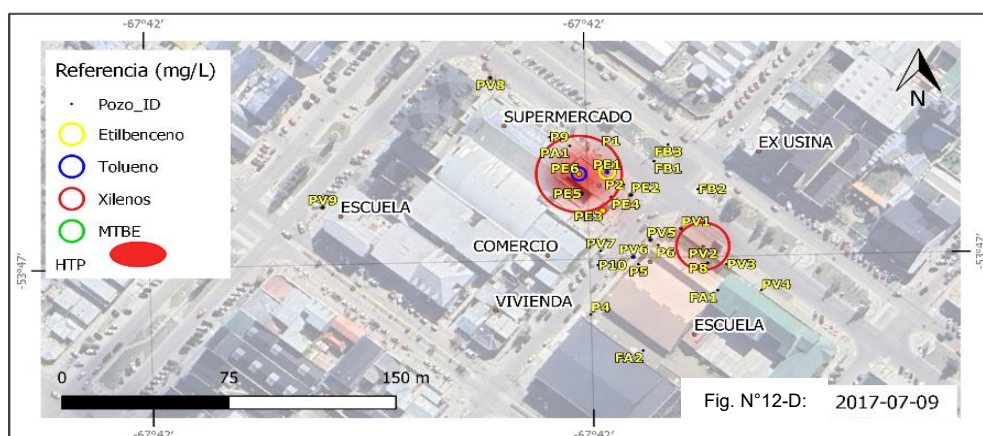 -67°42'
-67°42'
Referencia (mg/L)
Pozo_ID
Etilbenceno
Tolueno
Xilenos
MTBE
HTP
N
PV8
SUPERMERCADO
P9
P1
PA1
FB3
EX USINA
PE6
PE1
FB1
P2
PE5
PE2
FB2
PE4
PV9
ESCUELA
PE3
PV1
PV5
COMERCIO
PV7
PV6
P6
PV2
-53°47'
-53°47'
P10
P5
P8
PV3
FA1
PV4
VIVIENDA
P4
ESCUELA
FA2
0
75
150 m
Fig. N°12-D:
2017-07-09
-67°42'
-67°42'